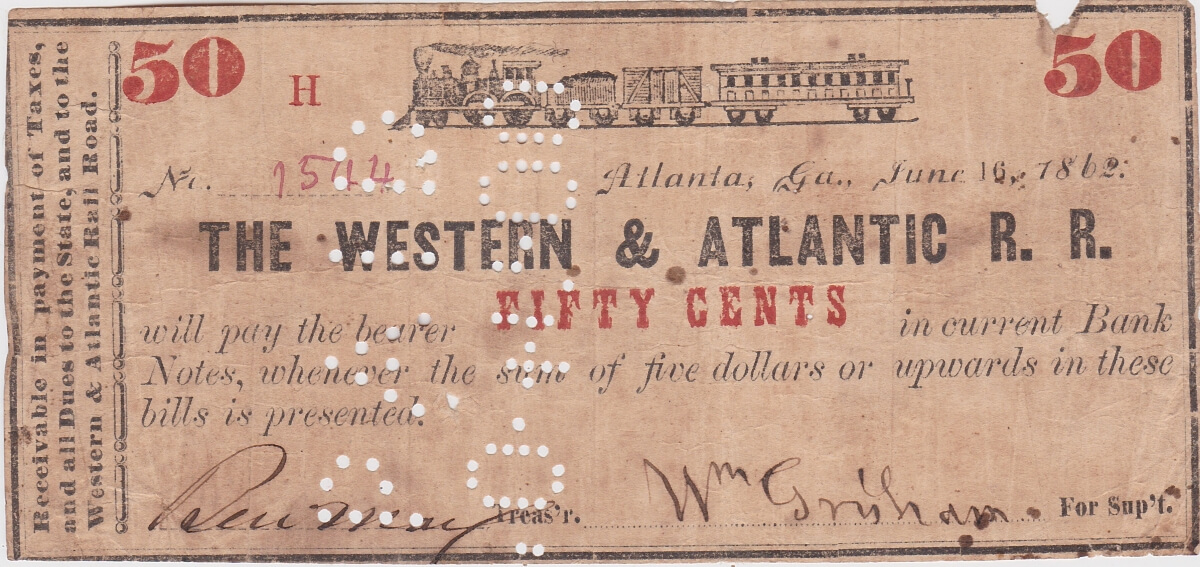 Receivable in payment of Taxes,
and all Dues to the State, and to the
Western & Atlantic Rail Road.
50
H
50
No. 1544
Atlanta, Ga., June 16, 1862.
THE WESTERN & ATLANTIC R. R.
will pay the bearer FIFTY CENTS in current Bank
Notes, whenever the sum of five dollars or upwards in these
bills is presented.
Ben May Treas'r. Wm Grisham For Sup't.